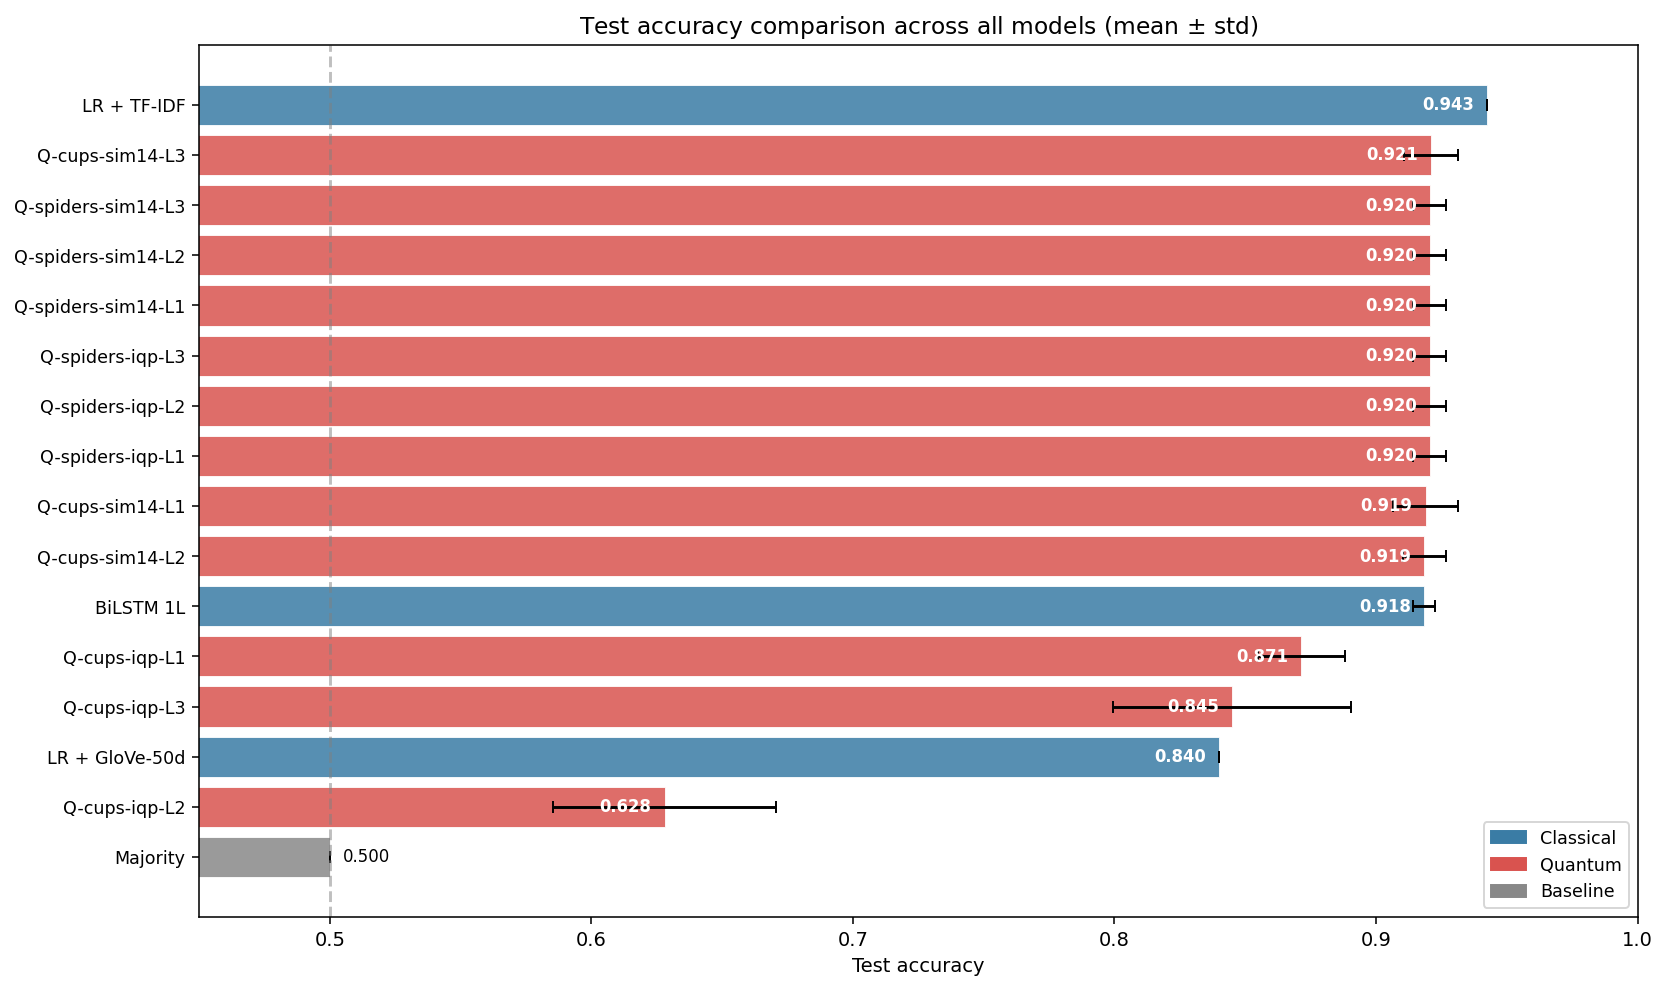 Test accuracy comparison across all models (mean ± std)
LR + TF-IDF 0.943
Q-cups-sim14-L3 0.921
Q-spiders-sim14-L3 0.920
Q-spiders-sim14-L2 0.920
Q-spiders-sim14-L1 0.920
Q-spiders-iqp-L3 0.920
Q-spiders-iqp-L2 0.920
Q-spiders-iqp-L1 0.920
Q-cups-sim14-L1 0.919
Q-cups-sim14-L2 0.919
BiLSTM 1L 0.918
Q-cups-iqp-L1 0.871
Q-cups-iqp-L3 0.845
LR + GloVe-50d 0.840
Q-cups-iqp-L2 0.628
Majority 0.500
Classical
Quantum
Baseline
0.5 0.6 0.7 0.8 0.9 1.0
Test accuracy